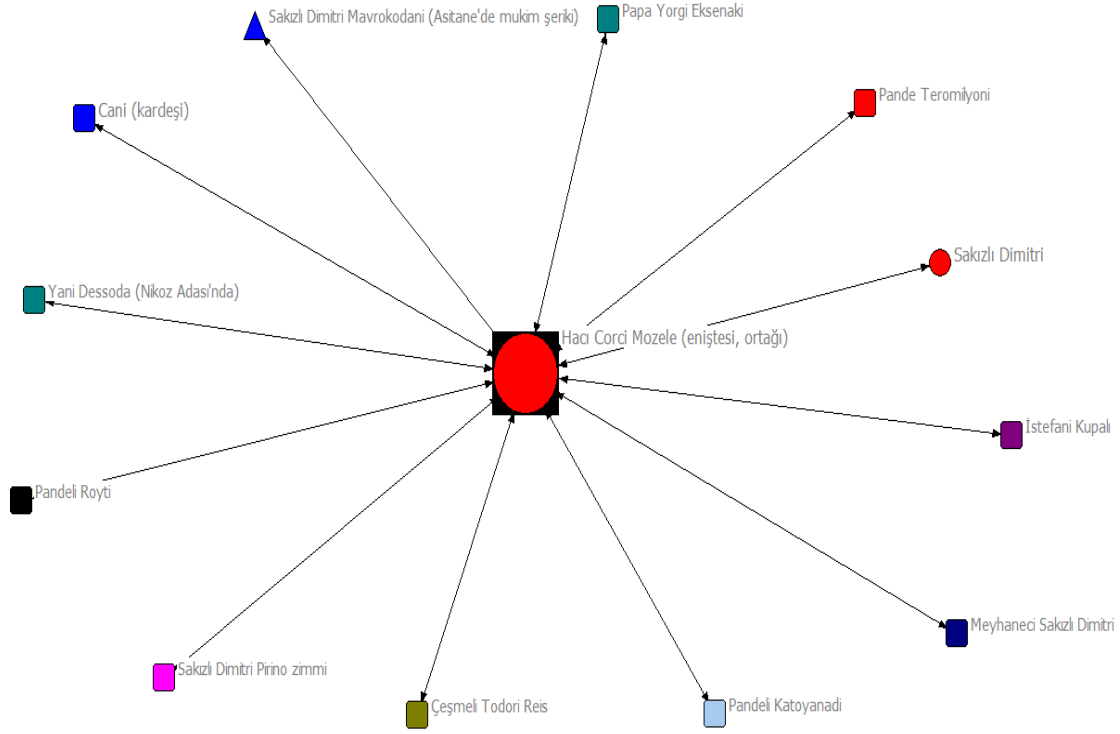 Sakızlı Dimitri Mavrokodani (Asitane'de mukim şeriki)
Papa Yorgi Eksenaki
Pande Teromilyoni
Cani (kardeşi)
Sakızlı Dimitri
Yani Dessoda (Nikoz Adası'nda)
Hacı Corci Mozele (eniştesi, ortağı)
İstefani Kupalı
Pandeli Royti
Meyhaneci Sakızlı Dimitri
Sakızlı Dimitri Pirino zimmi
Çeşmeli Todori Reis
Pandeli Katoyanadi